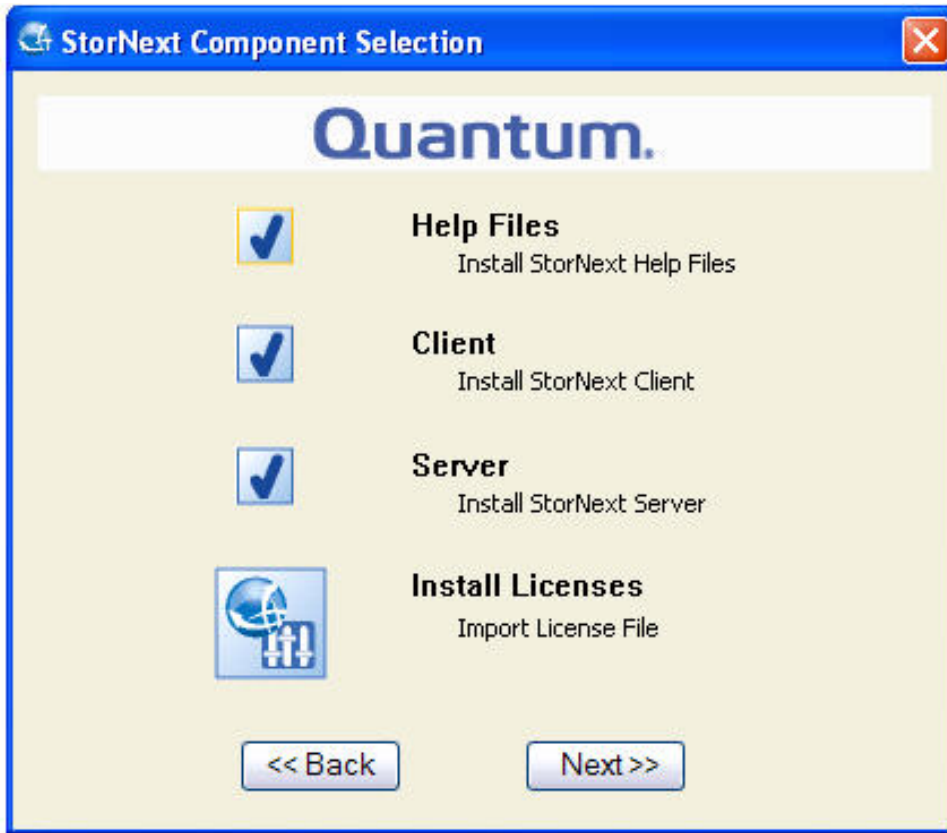 StorNext Component Selection
Quantum.
Help Files
Install StorNext Help Files
Client
Install StorNext Client
Server
Install StorNext Server
Install Licenses
Import License File
<< Back
Next >>